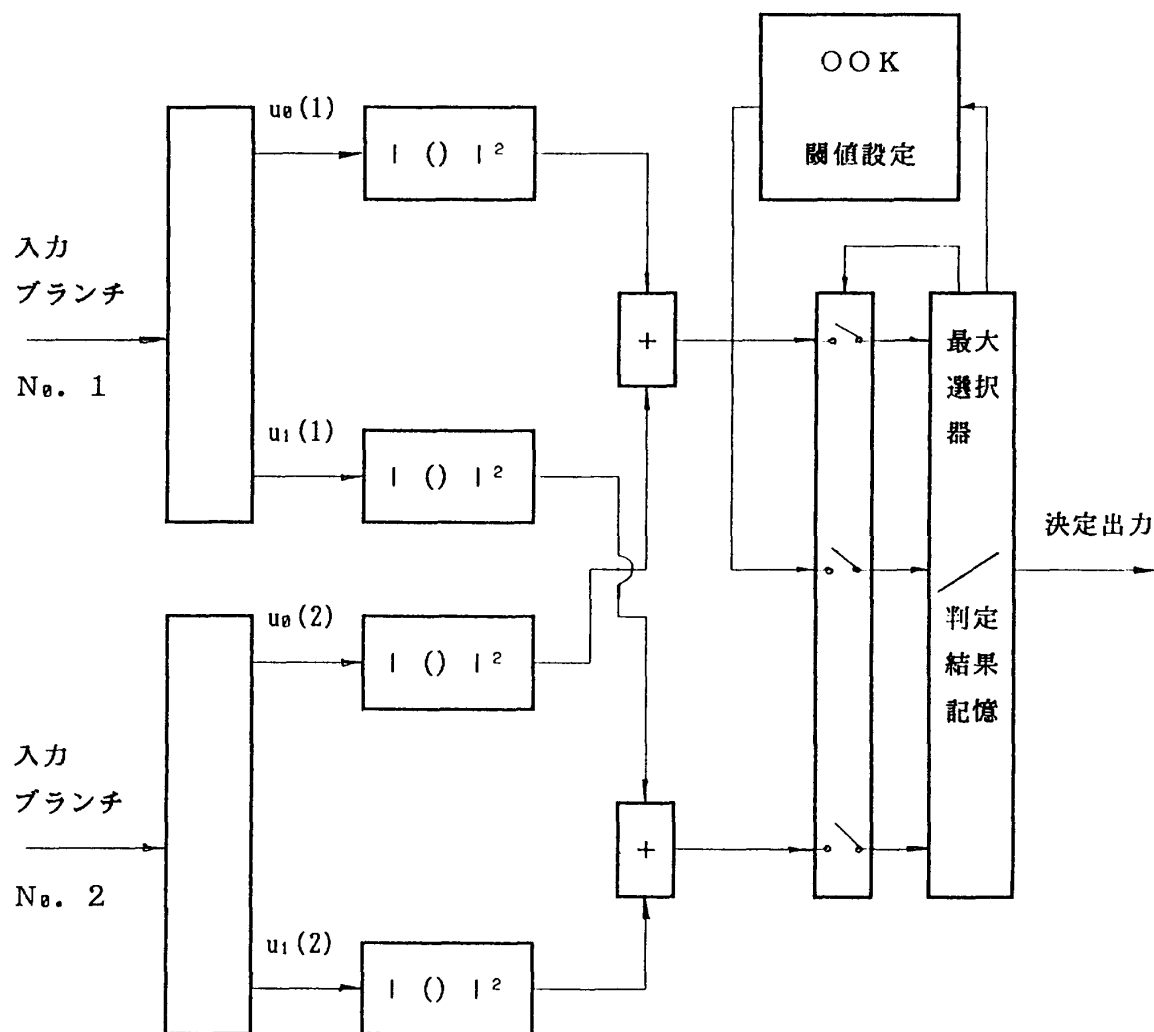 OOK
閾値設定
u₀(1)
| () |²
入力
ブランチ
N₀. 1
u₁(1)
| () |²
+
最大
選択
器
/
判定
結果
記憶
決定出力
u₀(2)
| () |²
入力
ブランチ
N₀. 2
+
u₁(2)
| () |²